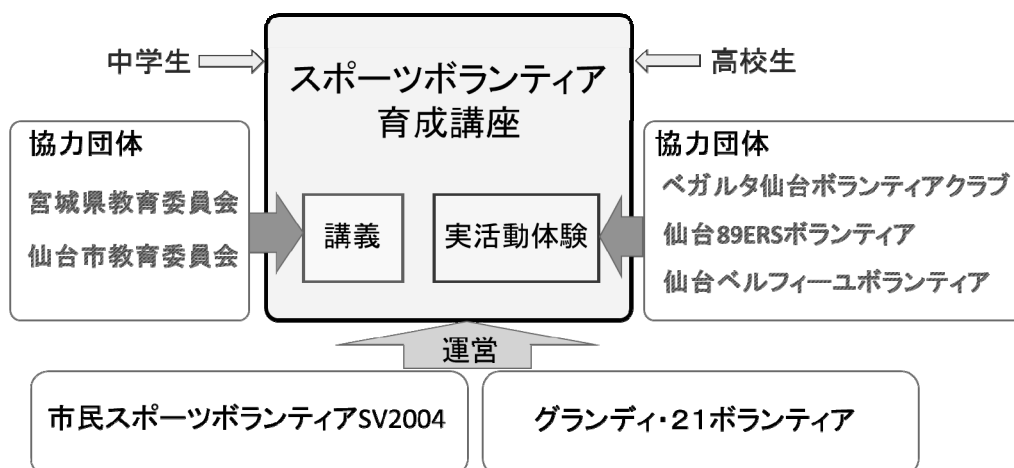 中学生
スポーツボランティア
育成講座
高校生
協力団体
宮城県教育委員会
仙台市教育委員会
講義
実活動体験
協力団体
ベガルタ仙台ボランティアクラブ
仙台89ERSボランティア
仙台ベルフィーユボランティア
運営
市民スポーツボランティアSV2004
グランディ・21ボランティア